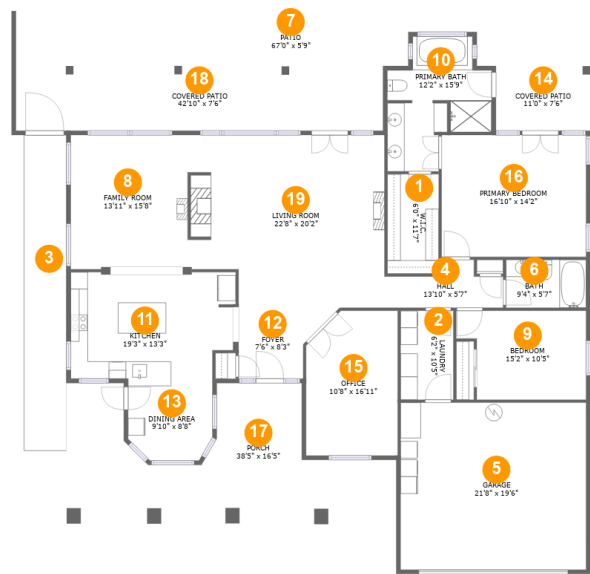 7
PATIO
67'0" x 5'9"
18
COVERED PATIO
42'10" x 7'6"
10
PRIMARY BATH
12'2" x 15'9"
14
COVERED PATIO
11'0" x 7'6"
8
FAMILY ROOM
13'11" x 15'8"
19
LIVING ROOM
22'8" x 20'2"
1
W.I.C.
6'0" x 11'7"
16
PRIMARY BEDROOM
16'10" x 14'2"
3
4
HALL
13'10" x 5'7"
6
BATH
9'4" x 5'7"
11
KITCHEN
19'3" x 13'3"
12
FOYER
7'6" x 8'3"
2
LAUNDRY
6'2" x 10'5"
9
BEDROOM
15'2" x 10'5"
15
OFFICE
10'8" x 16'11"
13
DINING AREA
9'10" x 8'8"
17
PORCH
38'5" x 16'5"
5
GARAGE
21'8" x 19'6"